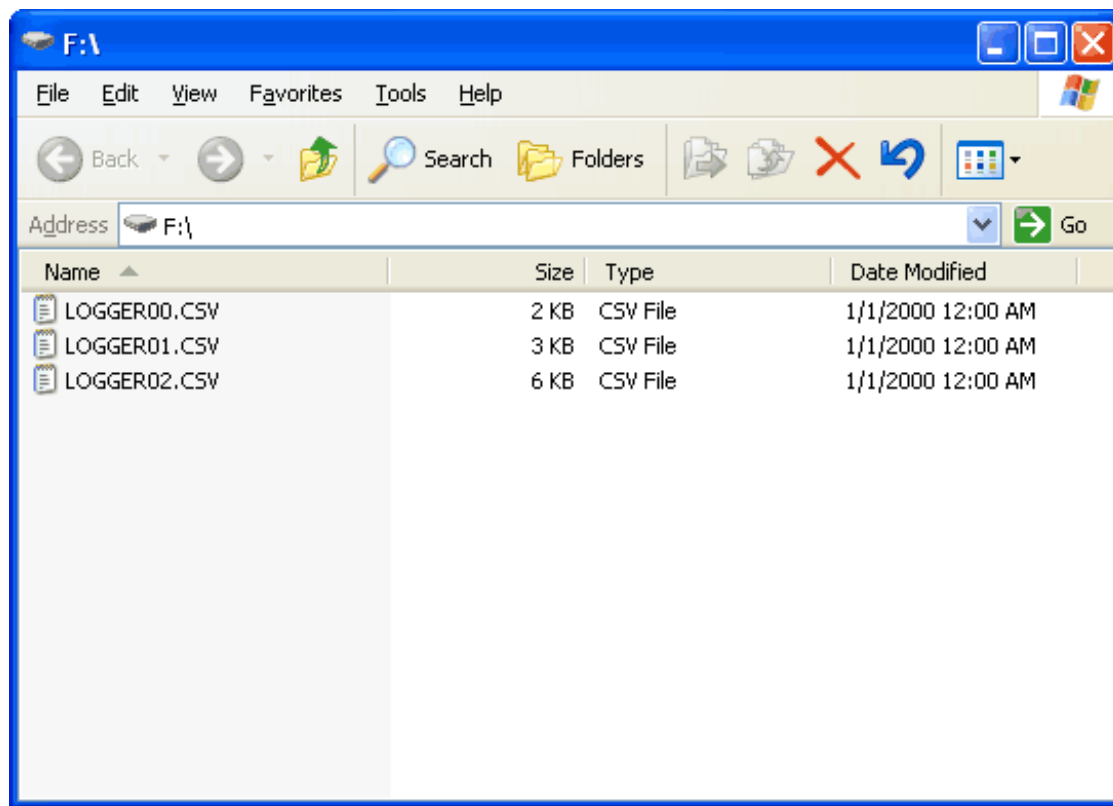 F:\
File Edit View Favorites Tools Help
Back Search Folders
Address F:\ Go
Name Size Type Date Modified
LOGGER00.CSV 2 KB CSV File 1/1/2000 12:00 AM
LOGGER01.CSV 3 KB CSV File 1/1/2000 12:00 AM
LOGGER02.CSV 6 KB CSV File 1/1/2000 12:00 AM